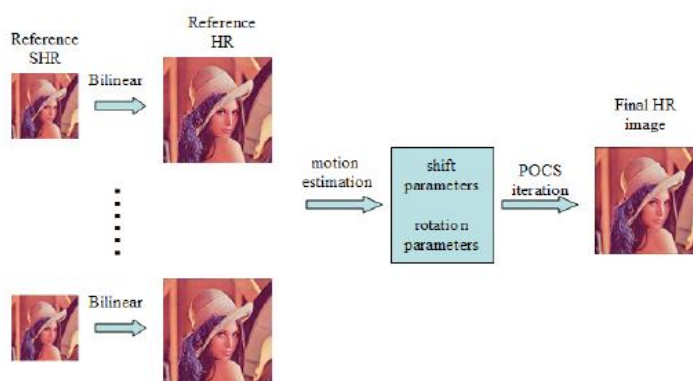 Reference
SHR
Bilinear
Reference
HR
motion
estimation
shift
parameters
rotation
parameters
POCS
iteration
Final HR
image
Bilinear